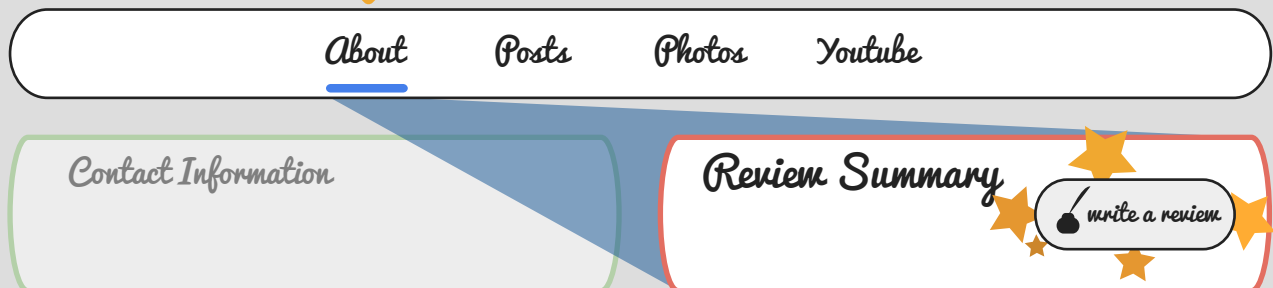 About Posts Photos Youtube
Contact Information
Review Summary
write a review